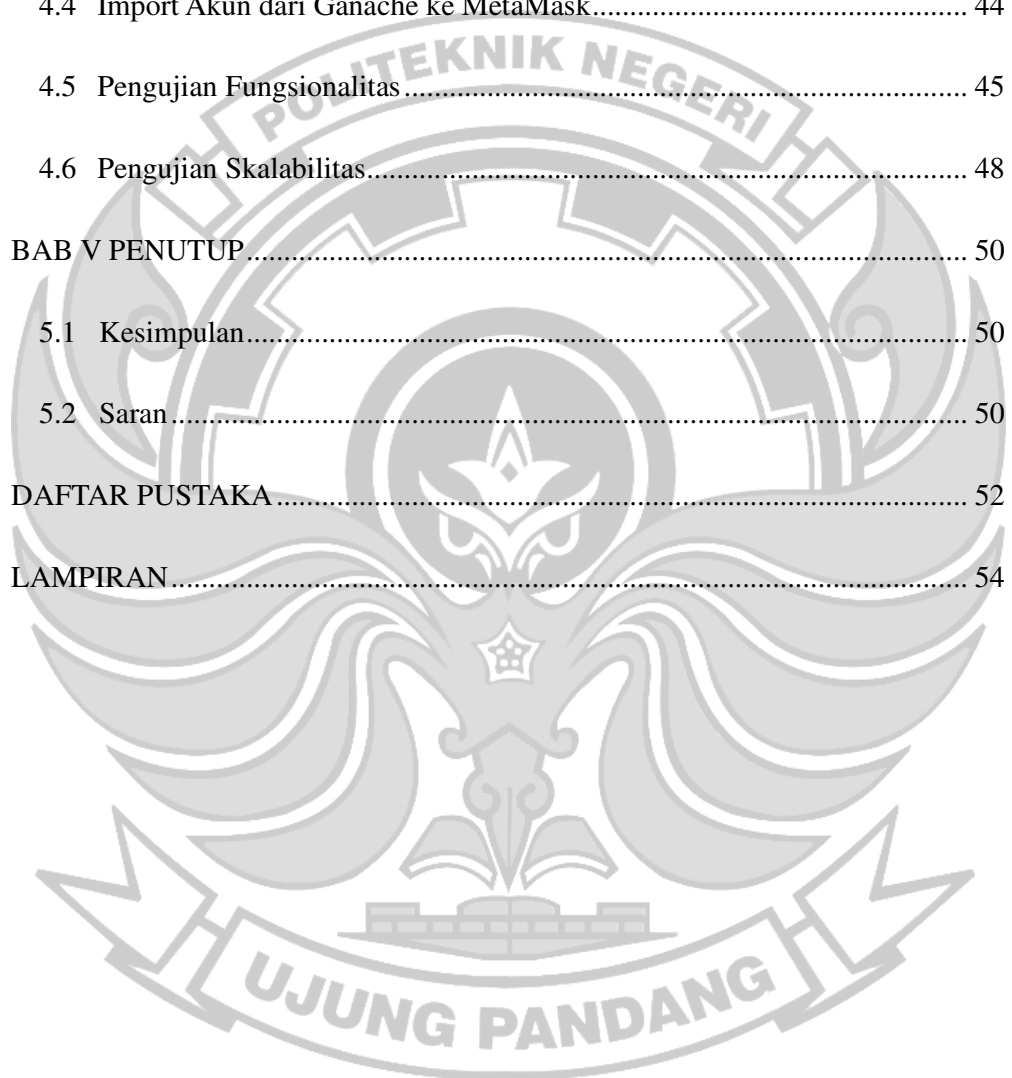 4.4 Import Akun dari Ganache ke MetaMask.......................................................... 44
POLITEKNIK NEGERI
4.5 Pengujian Fungsionalitas.................................................................................. 45
4.6 Pengujian Skalabilitas....................................................................................... 48
BAB V PENUTUP..................................................................................................... 50
5.1 Kesimpulan....................................................................................................... 50
5.2 Saran................................................................................................................. 50
DAFTAR PUSTAKA................................................................................................. 52
LAMPIRAN.............................................................................................................. 54
UJUNG PANDANG